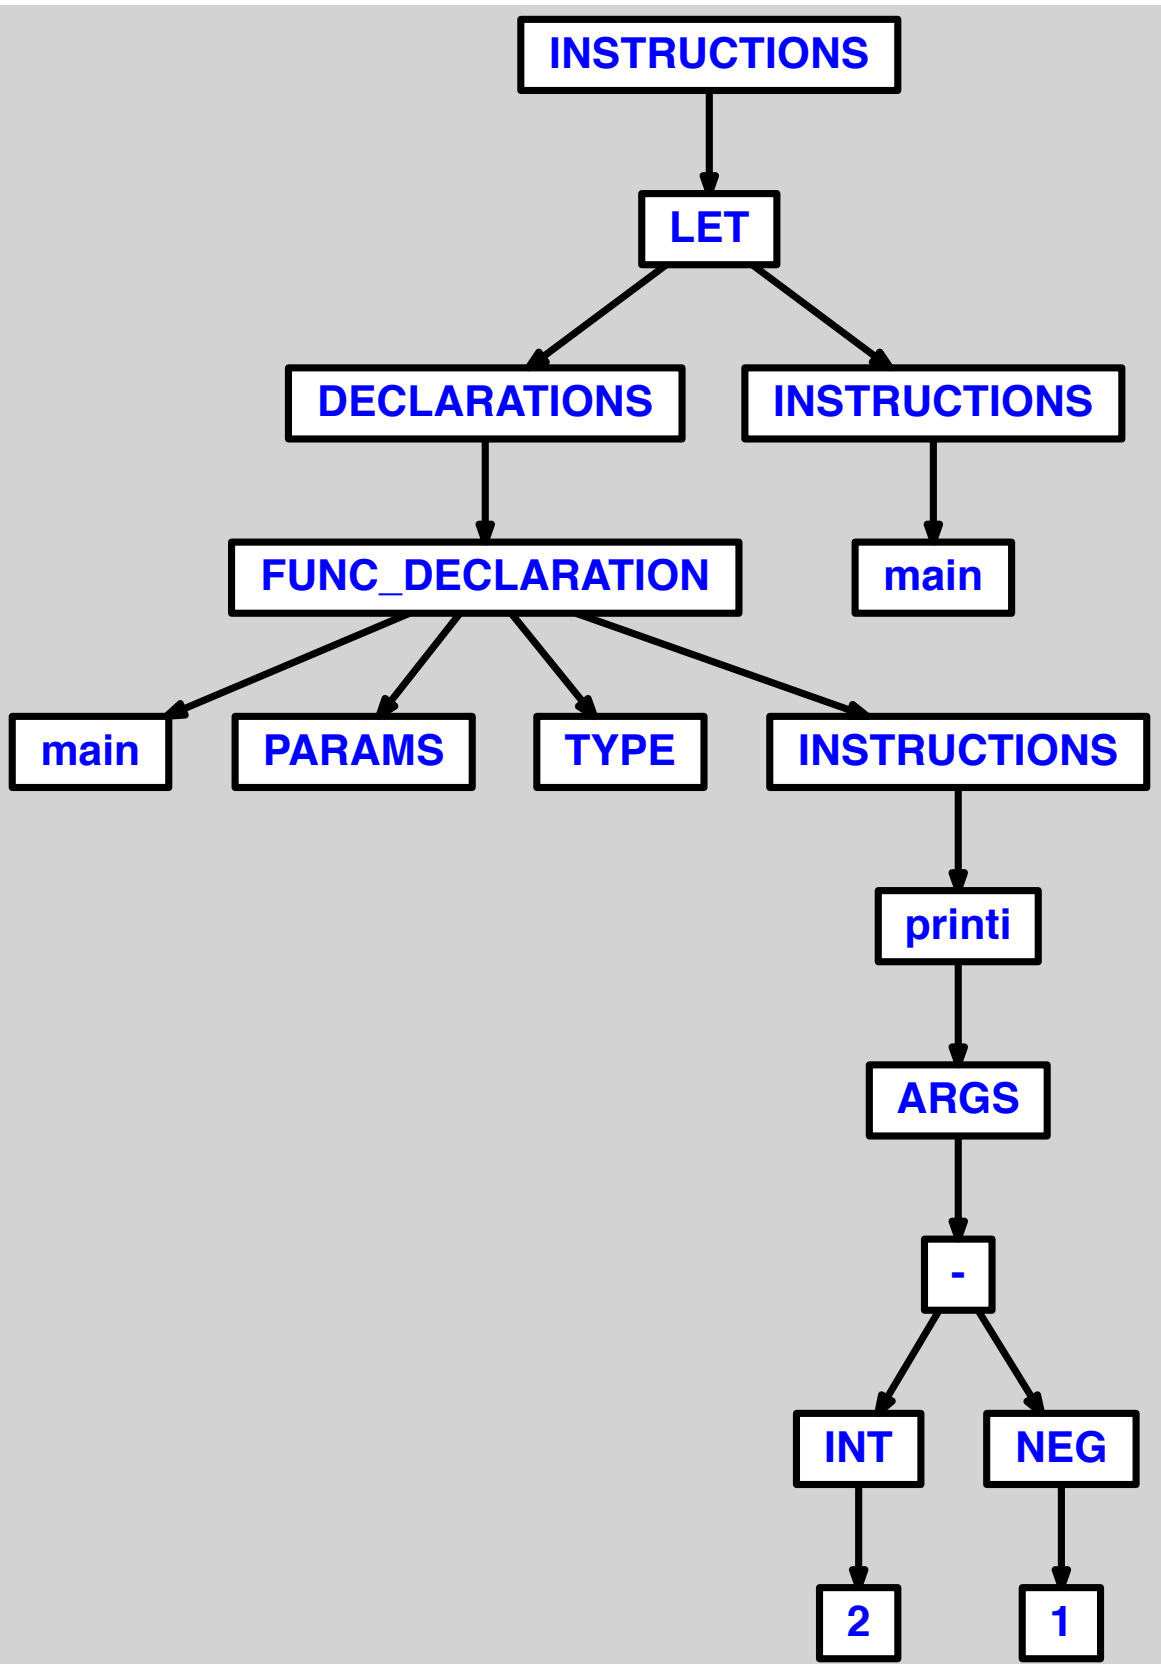 INSTRUCTIONS
LET
DECLARATIONS
INSTRUCTIONS
FUNC_DECLARATION
main
main
PARAMS
TYPE
INSTRUCTIONS
printi
ARGS
-
INT
NEG
2
1